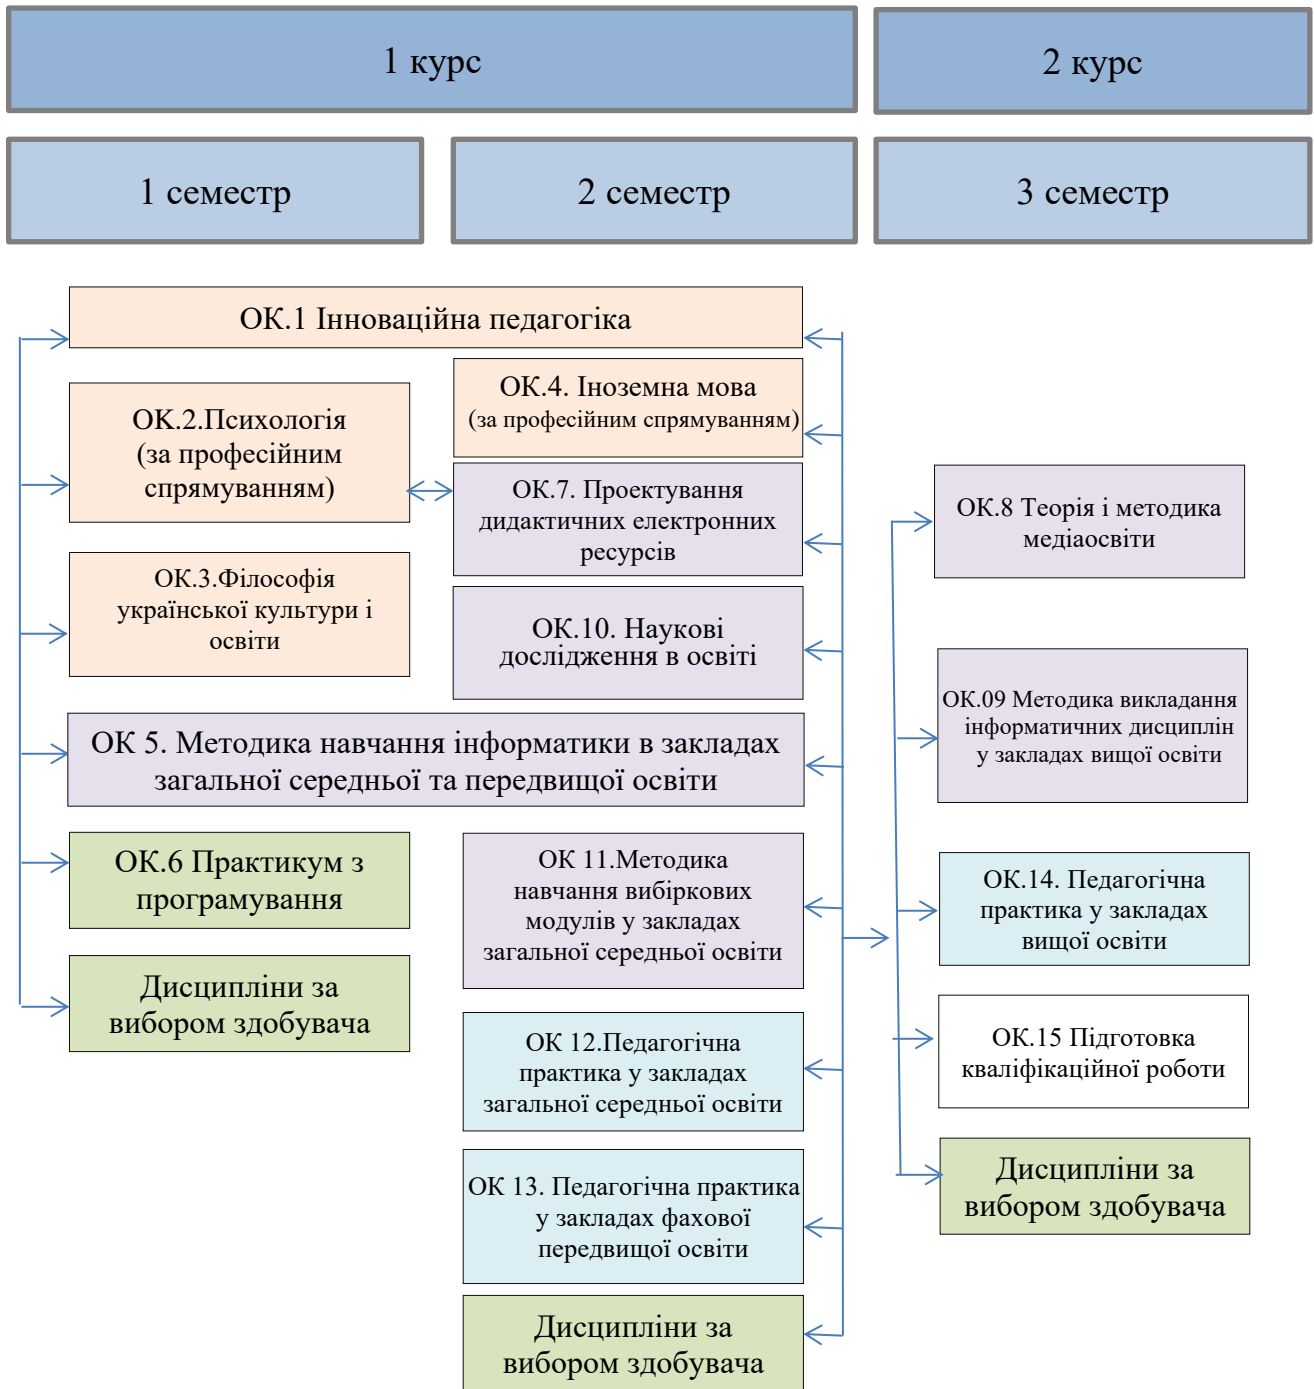 1 курс
2 курс
1 семестр
2 семестр
3 семестр
ОК.1 Інноваційна педагогіка
ОК.2.Психологія
(за професійним
спрямуванням)
ОК.4. Іноземна мова
(за професійним спрямуванням)
ОК.7. Проектування
дидактичних електронних
ресурсів
ОК.8 Теорія і методика
медіаосвіти
ОК.3.Філософія
української культури і
освіти
ОК.10. Наукові
дослідження в освіті
ОК.09 Методика викладання
інформатичних дисциплін
у закладах вищої освіти
ОК 5. Методика навчання інформатики в закладах
загальної середньої та передвищої освіти
ОК.6 Практикум з
програмування
ОК 11.Методика
навчання вибіркових
модулів у закладах
загальної середньої освіти
ОК.14. Педагогічна
практика у закладах
вищої освіти
Дисципліни за
вибором здобувача
ОК 12.Педагогічна
практика у закладах
загальної середньої освіти
ОК.15 Підготовка
кваліфікаційної роботи
ОК 13. Педагогічна практика
у закладах фахової
передвищої освіти
Дисципліни за
вибором здобувача
Дисципліни за
вибором здобувача